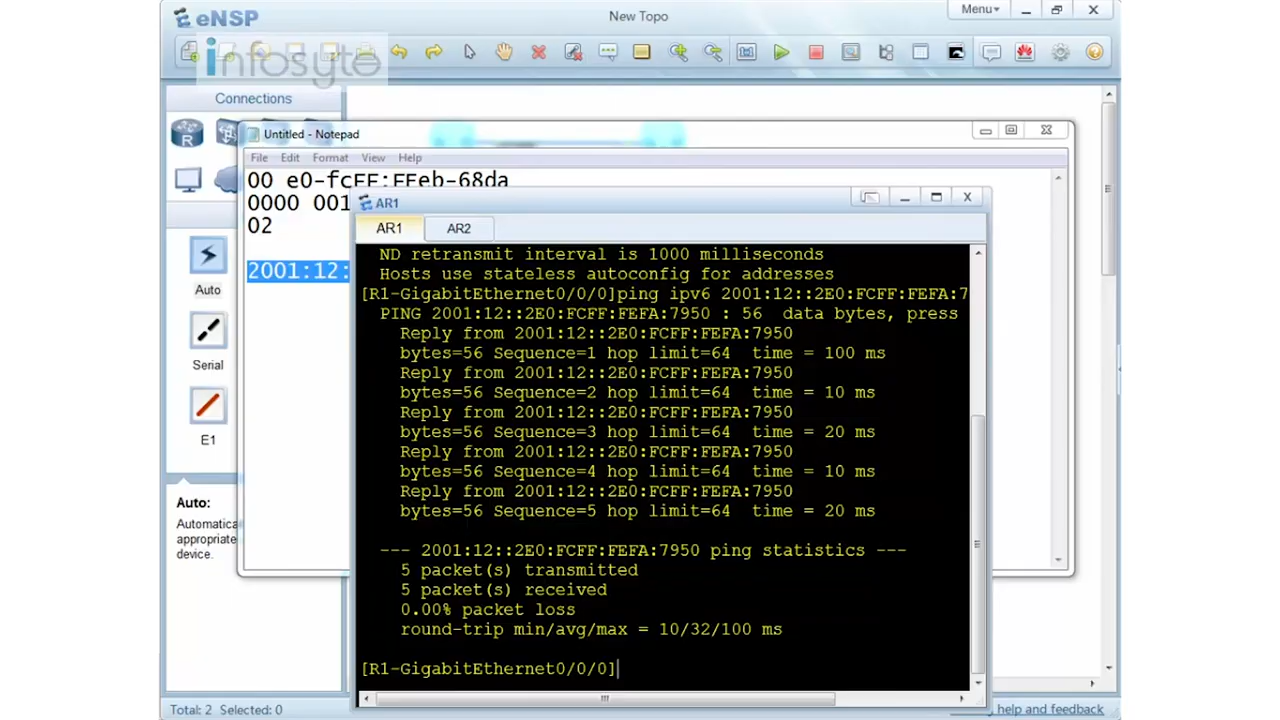 eNSP
New Topo
Menu
infosyte
Connections
Untitled - Notepad
File Edit Format View Help
00 e0-fcFF:FFeb-68da
0000 001
02
2001:12:
Auto
Serial
E1
Auto:
Automatica
appropriate
device.
AR1
AR1 AR2
ND retransmit interval is 1000 milliseconds
Hosts use stateless autoconfig for addresses
[R1-GigabitEthernet0/0/0]ping ipv6 2001:12::2E0:FCFF:FEFA:7
PING 2001:12::2E0:FCFF:FEFA:7950 : 56 data bytes, press
Reply from 2001:12::2E0:FCFF:FEFA:7950
bytes=56 Sequence=1 hop limit=64 time = 100 ms
Reply from 2001:12::2E0:FCFF:FEFA:7950
bytes=56 Sequence=2 hop limit=64 time = 10 ms
Reply from 2001:12::2E0:FCFF:FEFA:7950
bytes=56 Sequence=3 hop limit=64 time = 20 ms
Reply from 2001:12::2E0:FCFF:FEFA:7950
bytes=56 Sequence=4 hop limit=64 time = 10 ms
Reply from 2001:12::2E0:FCFF:FEFA:7950
bytes=56 Sequence=5 hop limit=64 time = 20 ms
--- 2001:12::2E0:FCFF:FEFA:7950 ping statistics ---
5 packet(s) transmitted
5 packet(s) received
0.00% packet loss
round-trip min/avg/max = 10/32/100 ms
[R1-GigabitEthernet0/0/0]
Total: 2 Selected: 0
help and feedback